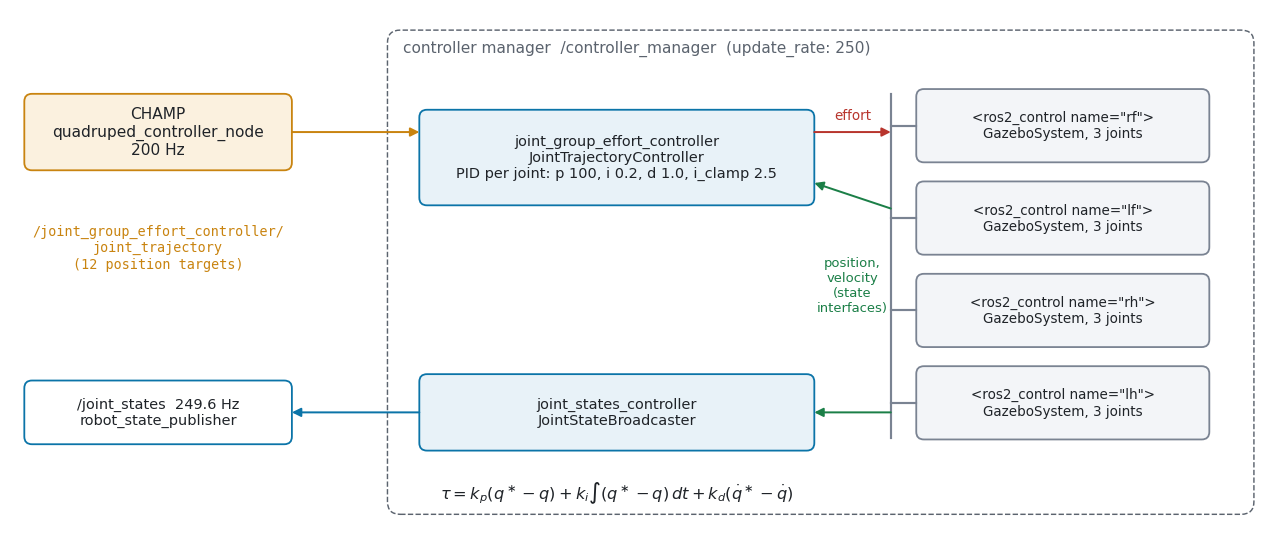 controller manager  /controller_manager  (update_rate: 250)
CHAMP
quadruped_controller_node
200 Hz
/joint_group_effort_controller/
joint_trajectory
(12 position targets)
joint_group_effort_controller
JointTrajectoryController
PID per joint: p 100, i 0.2, d 1.0, i_clamp 2.5
effort
position,
velocity
(state
interfaces)
<ros2_control name="rf">
GazeboSystem, 3 joints
<ros2_control name="lf">
GazeboSystem, 3 joints
<ros2_control name="rh">
GazeboSystem, 3 joints
<ros2_control name="lh">
GazeboSystem, 3 joints
/joint_states  249.6 Hz
robot_state_publisher
joint_states_controller
JointStateBroadcaster
τ = kₚ(q* − q) + kᵢ∫(q* − q) dt + k_d(q̇* − q̇)